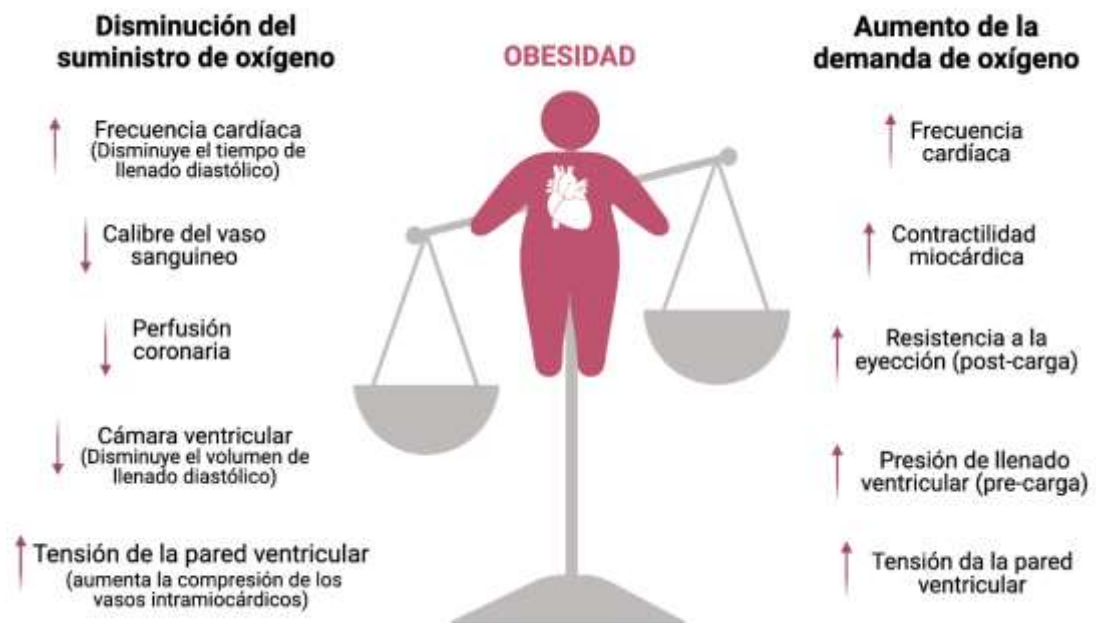 Disminución del
suministro de oxígeno
Frecuencia cardíaca
(Disminuye el tiempo de
llenado diastólico)
Calibre del vaso
sanguineo
Perfusión
coronaria
Cámara ventricular
(Disminuye el volumen de
llenado diastólico)
Tensión de la pared ventricular
(aumenta la compresión de los
vasos intramiocárdicos)
OBESIDAD
Aumento de la
demanda de oxígeno
Frecuencia
cardíaca
Contractilidad
miocárdica
Resistencia a la
eyección (post-carga)
Presión de llenado
ventricular (pre-carga)
Tensión da la pared
ventricular